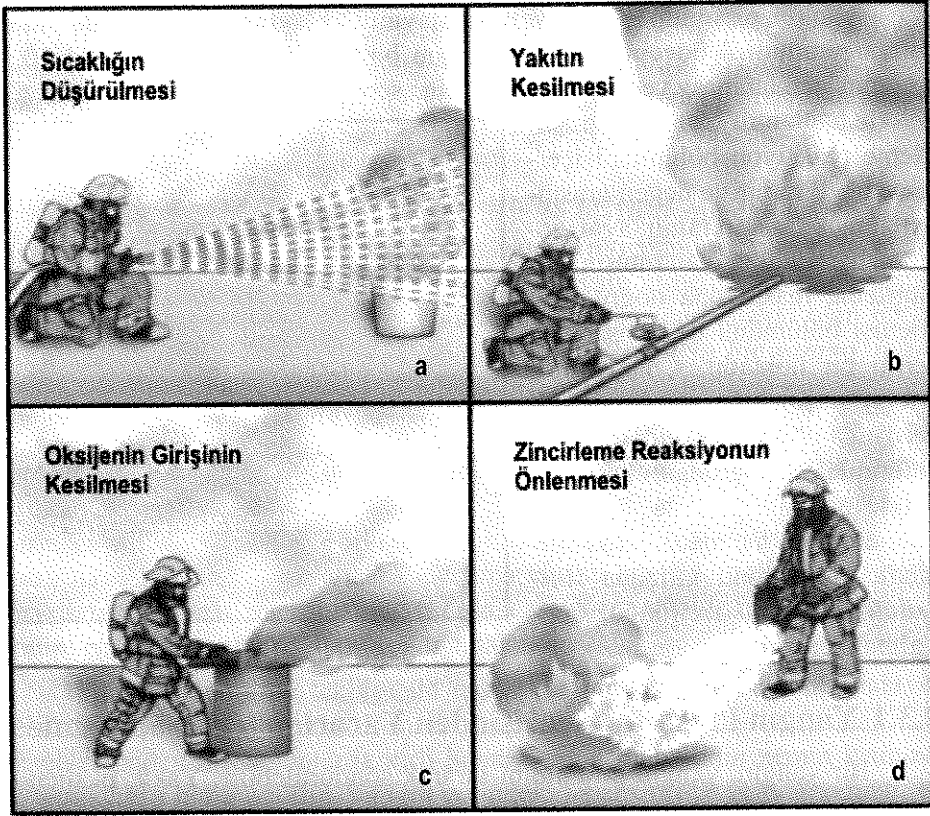 Sıcaklığın
Düşürülmesi
a
Yakıtın
Kesilmesi
b
Oksijenin Girişinin
Kesilmesi
c
Zincirleme Reaksiyonun
Önlenmesi
d